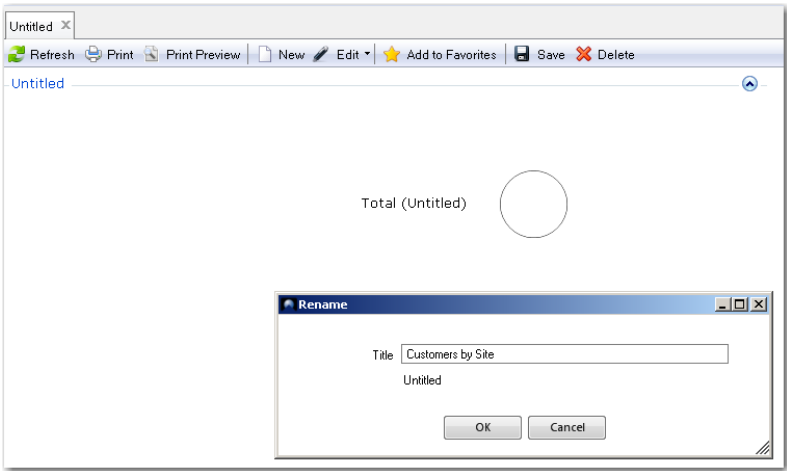 Untitled
Refresh Print Print Preview New Edit Add to Favorites Save Delete
Untitled
Total (Untitled)
Rename
Title Customers by Site
Untitled
OK Cancel